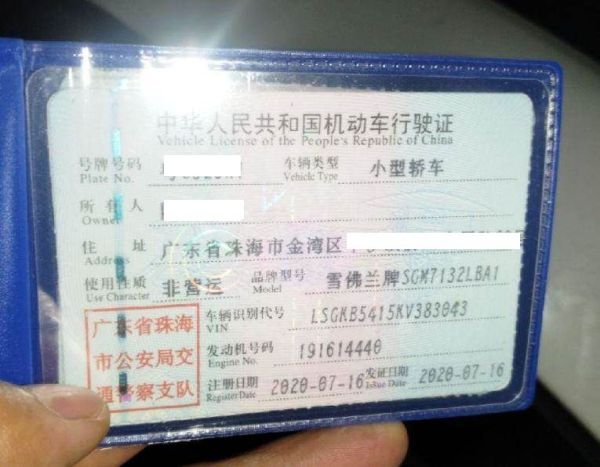 中华人民共和国机动车行驶证
Vehicle License of the People's Republic of China
号牌号码 车辆类型 小型轿车
Plate No. Vehicle Type
所有人
Owner
住址 广东省珠海市金湾区
Address
使用性质 非营运 品牌型号 雪佛兰牌SGM7132LBA1
Use Character Model
广东省珠海
市公安局交
通警察支队
车辆识别代号 LSGKB5415KV383043
VIN
发动机号码 191614440
Engine No.
注册日期 2020-07-16 发证日期 2020-07-16
Register Date Issue Date